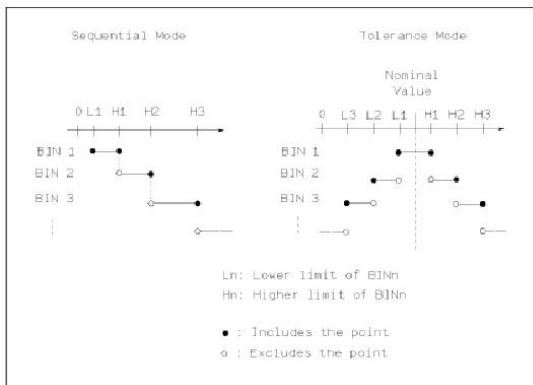 Sequential Mode
Tolerance Mode
Nominal
Value
0 L1 H1 H2 H3
0 L3 L2 L1 H1 H2 H3
BIN 1
BIN 2
BIN 3
BIN 1
BIN 2
BIN 3
Ln: Lower limit of BINn
Hn: Higher limit of BINn
● : Includes the point
○ : Excludes the point